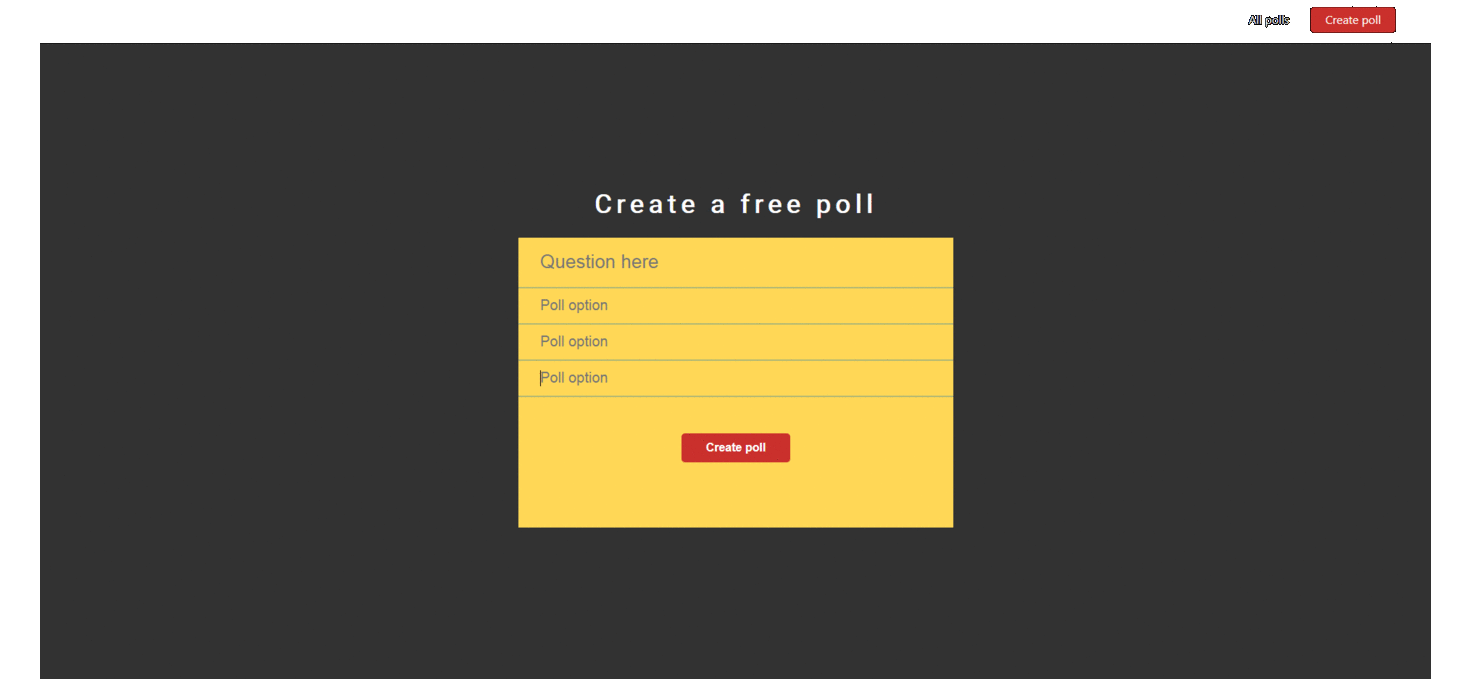 All polls Create poll
Create a free poll
Question here
Poll option
Poll option
Poll option
Create poll